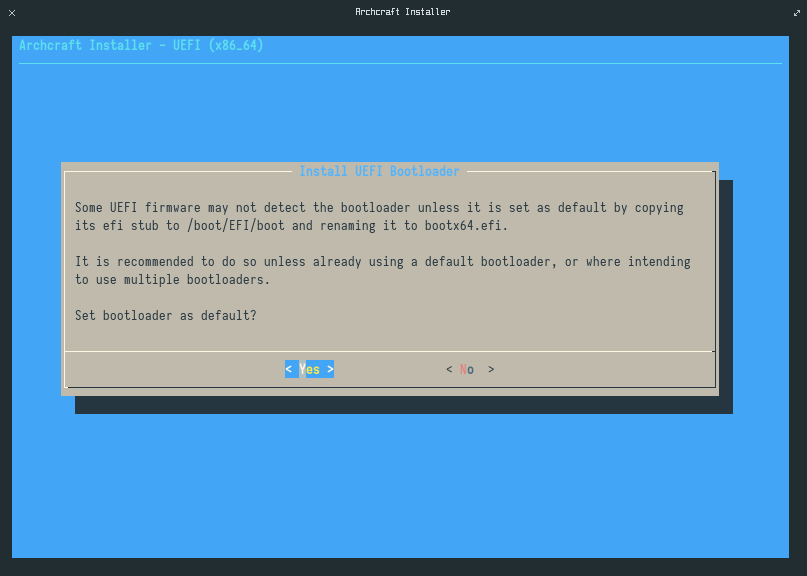 Archcraft Installer
Archcraft Installer - UEFI (x86_64)
Install UEFI Bootloader
Some UEFI firmware may not detect the bootloader unless it is set as default by copying
its efi stub to /boot/EFI/boot and renaming it to bootx64.efi.
It is recommended to do so unless already using a default bootloader, or where intending
to use multiple bootloaders.
Set bootloader as default?
< Yes > < No >